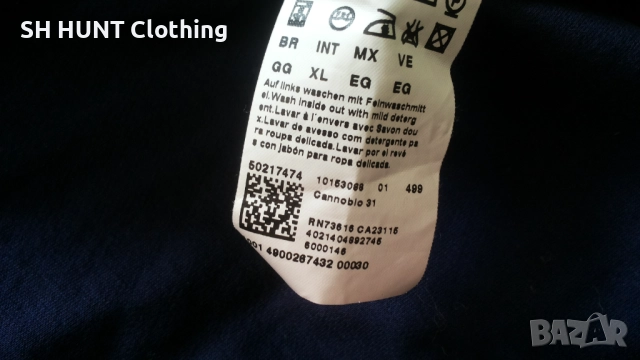 SH HUNT Clothing
BR INT MX VE
GG XL EG EG
Auf links waschen mit Feinwaschmitt
el.Wash inside out with mild deterg
ent.Lavar à l'envers avec Savon dou
x.Lavar de avesso com detergente pa
ra roupa delicada.Lavar por el revé
s con jabón para ropa delicada.
50217474 10153088 01 499
Cannobio 31
RN73616 CA23115
4021404892745
6000146
001 4900267432 00030
BAZAR